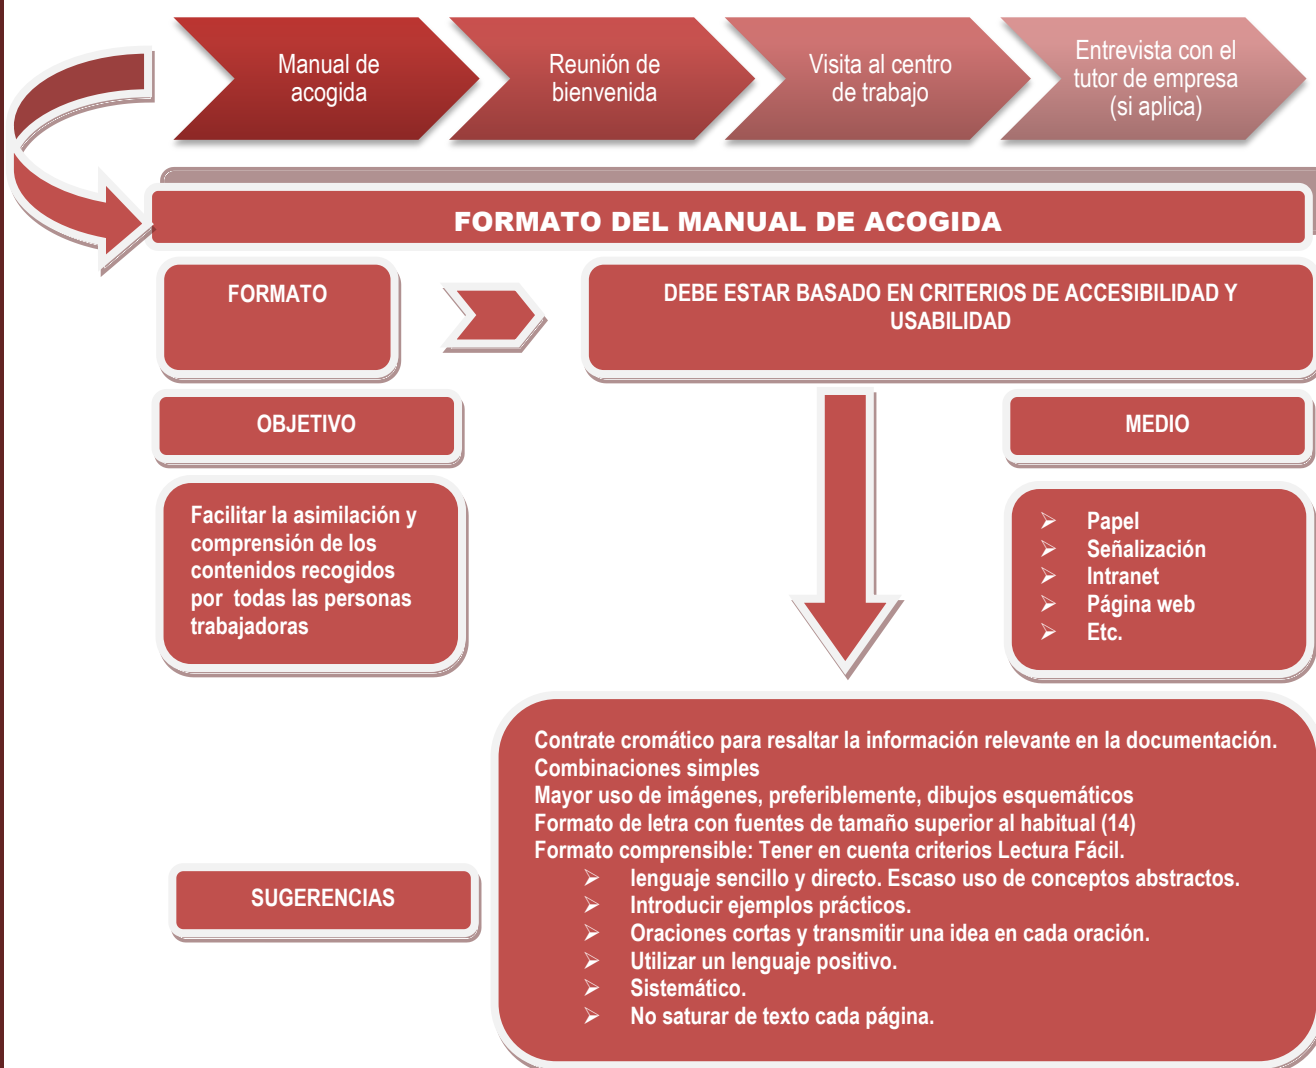 Manual de
acogida
Reunión de
bienvenida
Visita al centro
de trabajo
Entrevista con el
tutor de empresa
(si aplica)
FORMATO DEL MANUAL DE ACOGIDA
FORMATO
DEBE ESTAR BASADO EN CRITERIOS DE ACCESIBILIDAD Y
USABILIDAD
OBJETIVO
MEDIO
Facilitar la asimilación y
comprensión de los
contenidos recogidos
por todas las personas
trabajadoras
➢ Papel
➢ Señalización
➢ Intranet
➢ Página web
➢ Etc.
SUGERENCIAS
Contrate cromático para resaltar la información relevante en la documentación.
Combinaciones simples
Mayor uso de imágenes, preferiblemente, dibujos esquemáticos
Formato de letra con fuentes de tamaño superior al habitual (14)
Formato comprensible: Tener en cuenta criterios Lectura Fácil.
➢ lenguaje sencillo y directo. Escaso uso de conceptos abstractos.
➢ Introducir ejemplos prácticos.
➢ Oraciones cortas y transmitir una idea en cada oración.
➢ Utilizar un lenguaje positivo.
➢ Sistemático.
➢ No saturar de texto cada página.